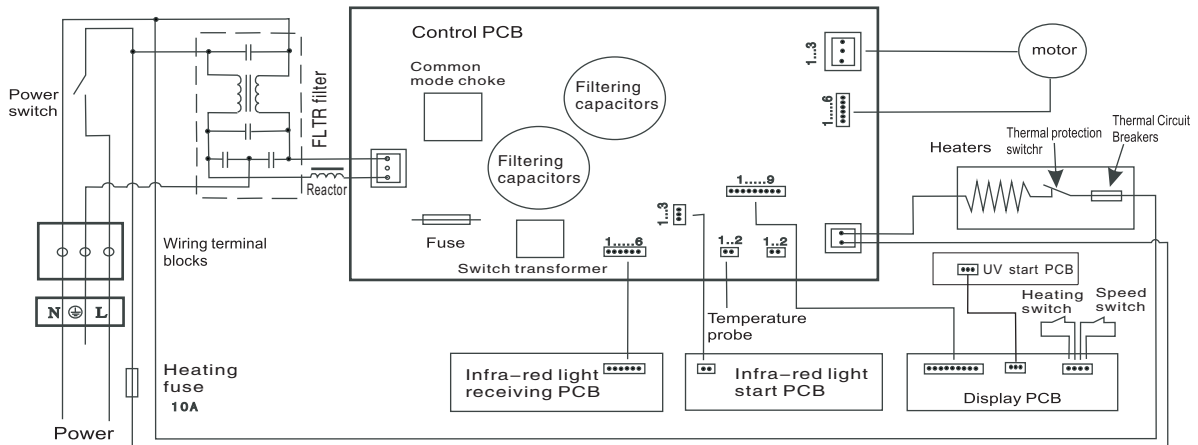 Control PCB
1...3
motor
Common
mode choke
Filtering
capacitors
Power
switch
FLTR filter
1.....6
Thermal protection
switchr
Thermal Circuit
Breakers
Heaters
Filtering
capacitors
Reactor
1.....9
1...3
Fuse
Wiring terminal
blocks
Switch transformer
1.....6
1..2
1..2
UV start PCB
Heating
switch
Speed
switch
N L
Temperature
probe
Heating
fuse
10A
Infra-red light
receiving PCB
Infra-red light
start PCB
Display PCB
Power